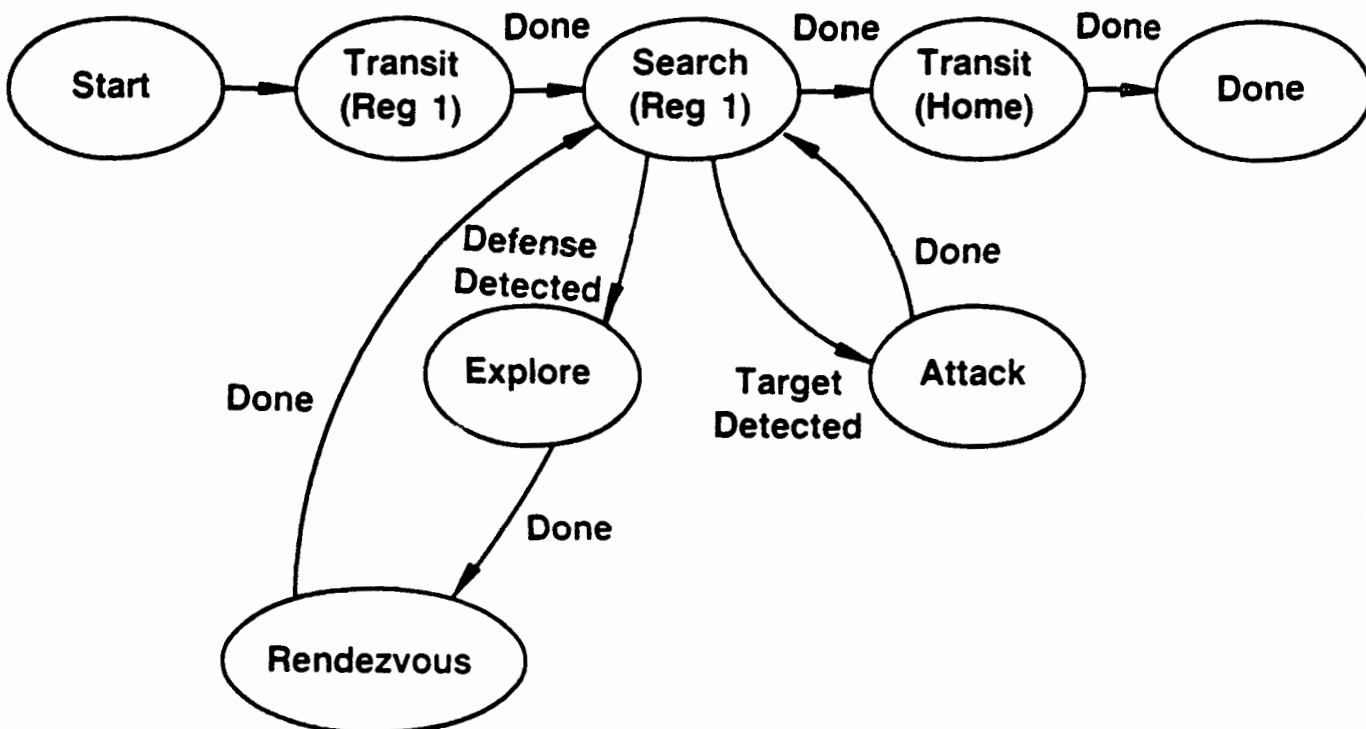 Done
Done
Done
Start
Transit
(Reg 1)
Search
(Reg 1)
Transit
(Home)
Done
Defense
Detected
Done
Explore
Attack
Done
Target
Detected
Done
Rendezvous